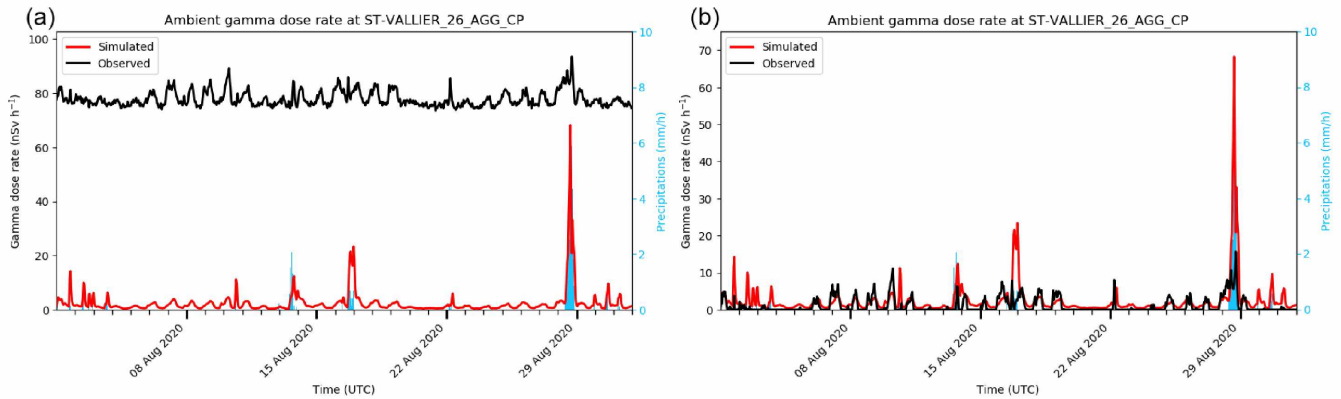 (a)
Ambient gamma dose rate at ST-VALLIER_26_AGG_CP
Simulated
Observed
Gamma dose rate (nSv h⁻¹)
100
80
60
40
20
0
Precipitations (mm/h)
10
8
6
4
2
0
08 Aug 2020
15 Aug 2020
22 Aug 2020
29 Aug 2020
Time (UTC)
(b)
Ambient gamma dose rate at ST-VALLIER_26_AGG_CP
Simulated
Observed
Gamma dose rate (nSv h⁻¹)
70
60
50
40
30
20
10
0
Precipitations (mm/h)
10
8
6
4
2
0
08 Aug 2020
15 Aug 2020
22 Aug 2020
29 Aug 2020
Time (UTC)